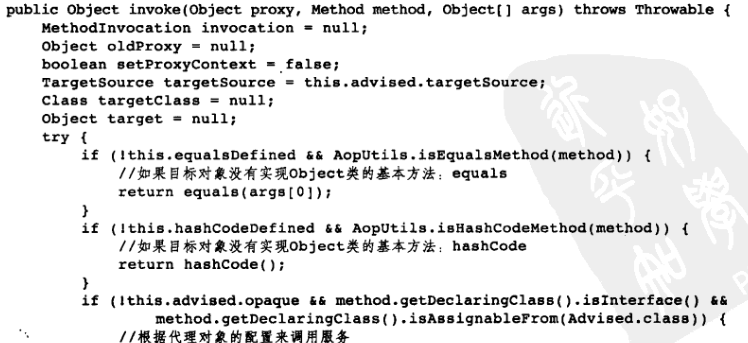 public Object invoke(Object proxy, Method method, Object[] args) throws Throwable {
MethodInvocation invocation = null;
Object oldProxy = null;
boolean setProxyContext = false;
TargetSource targetSource = this.advised.targetSource;
Class targetClass = null;
Object target = null;
try {
if (!this.equalsDefined && AopUtils.isEqualsMethod(method)) {
//如果目标对象没有实现Object类的基本方法：equals
return equals(args[0]);
}
if (!this.hashCodeDefined && AopUtils.isHashCodeMethod(method)) {
//如果目标对象没有实现Object类的基本方法：hashCode
return hashCode();
}
if (!this.advised.opaque && method.getDeclaringClass().isInterface() &&
method.getDeclaringClass().isAssignableFrom(Advised.class)) {
//根据代理对象的配置来调用服务